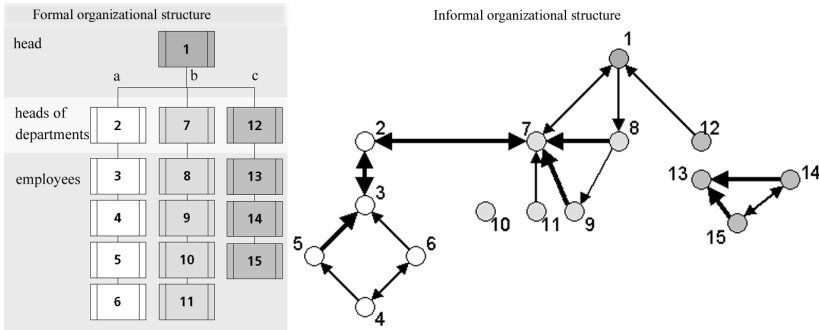 Formal organizational structure
Informal organizational structure
head
1
a b c
heads of
departments
2 7 12
employees
3 8 13
4 9 14
5 10 15
6 11
1
2
7
8
12
3
13
14
10
11
9
15
5
6
4